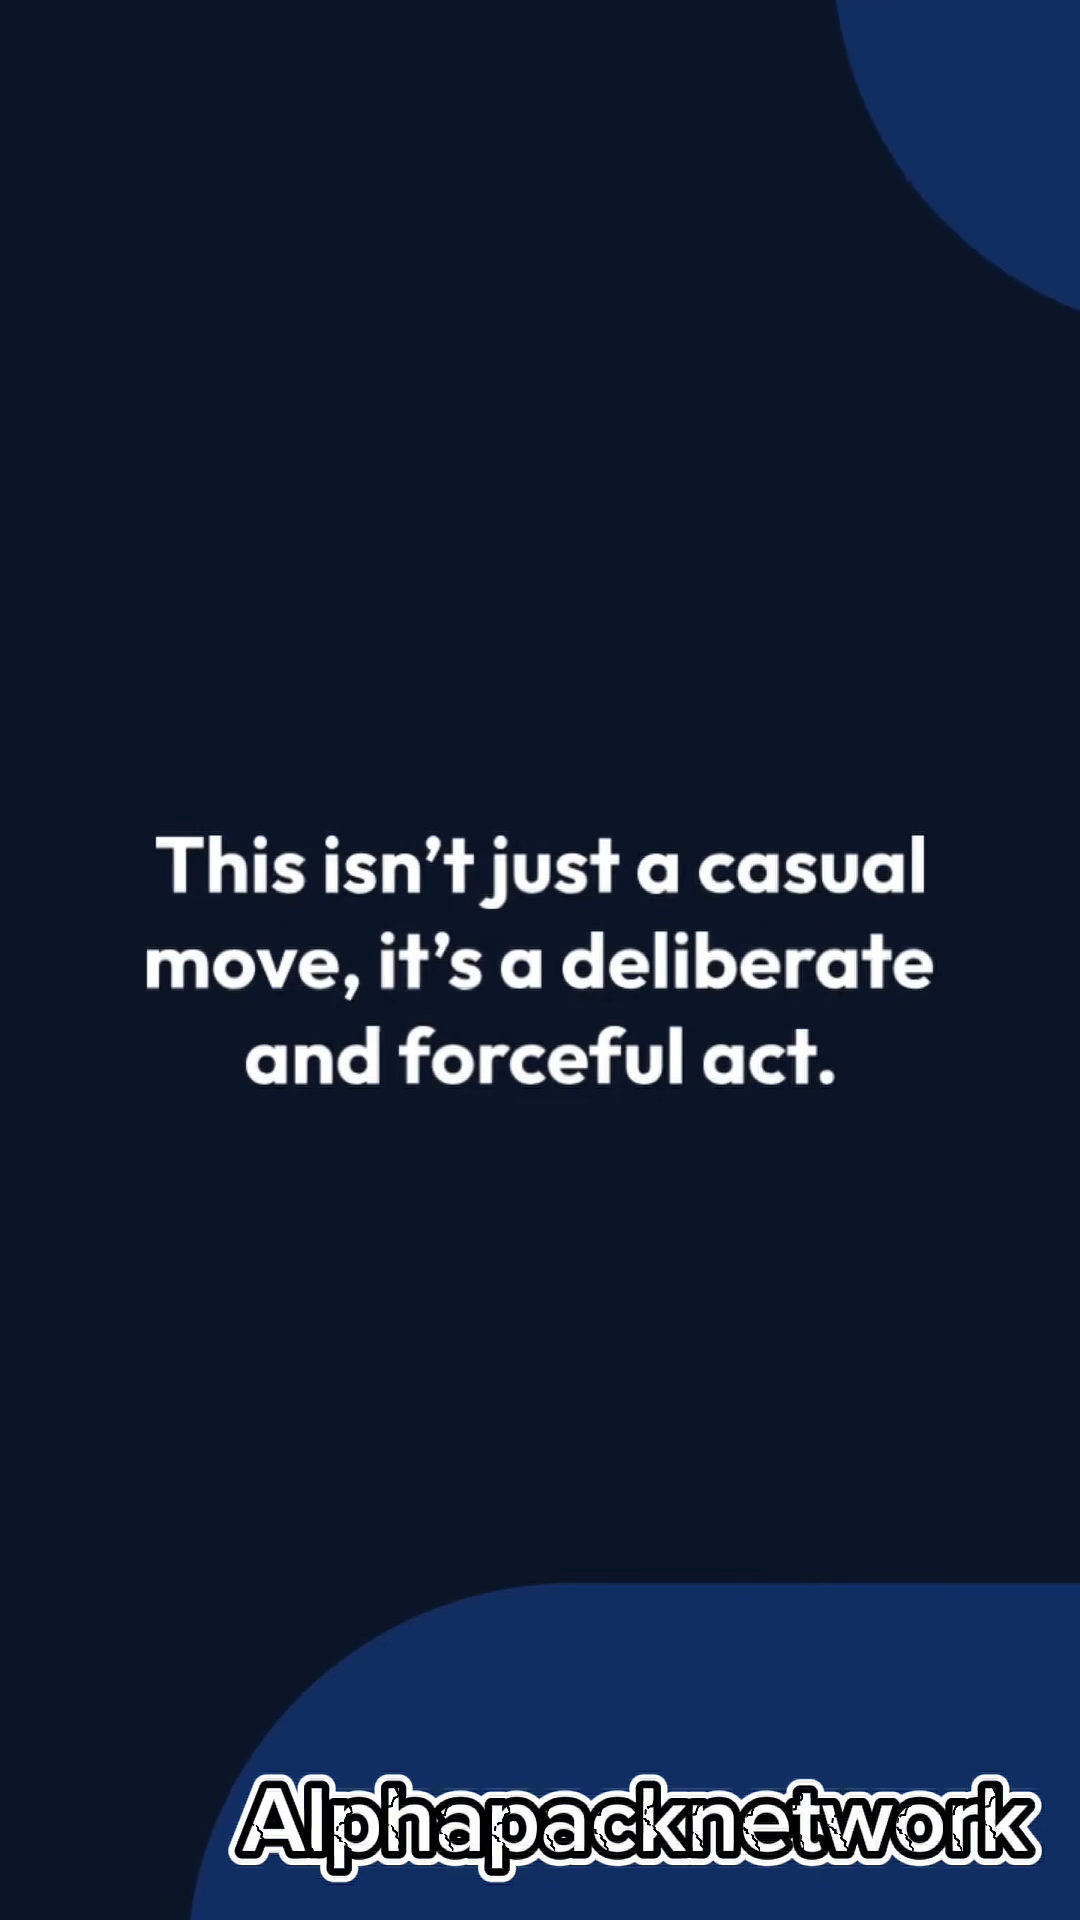 This isn’t just a casual
move, it’s a deliberate
and forceful act.
Alphapacknetwork